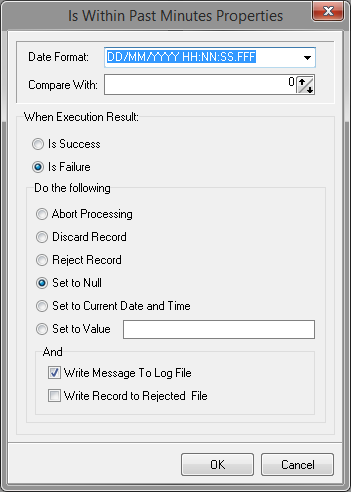 Is Within Past Minutes Properties
Date Format: DD/MM/YYYY HH:NN:SS.FFF
Compare With: 0
When Execution Result:
Is Success
Is Failure
Do the following
Abort Processing
Discard Record
Reject Record
Set to Null
Set to Current Date and Time
Set to Value
And
Write Message To Log File
Write Record to Rejected File
OK Cancel